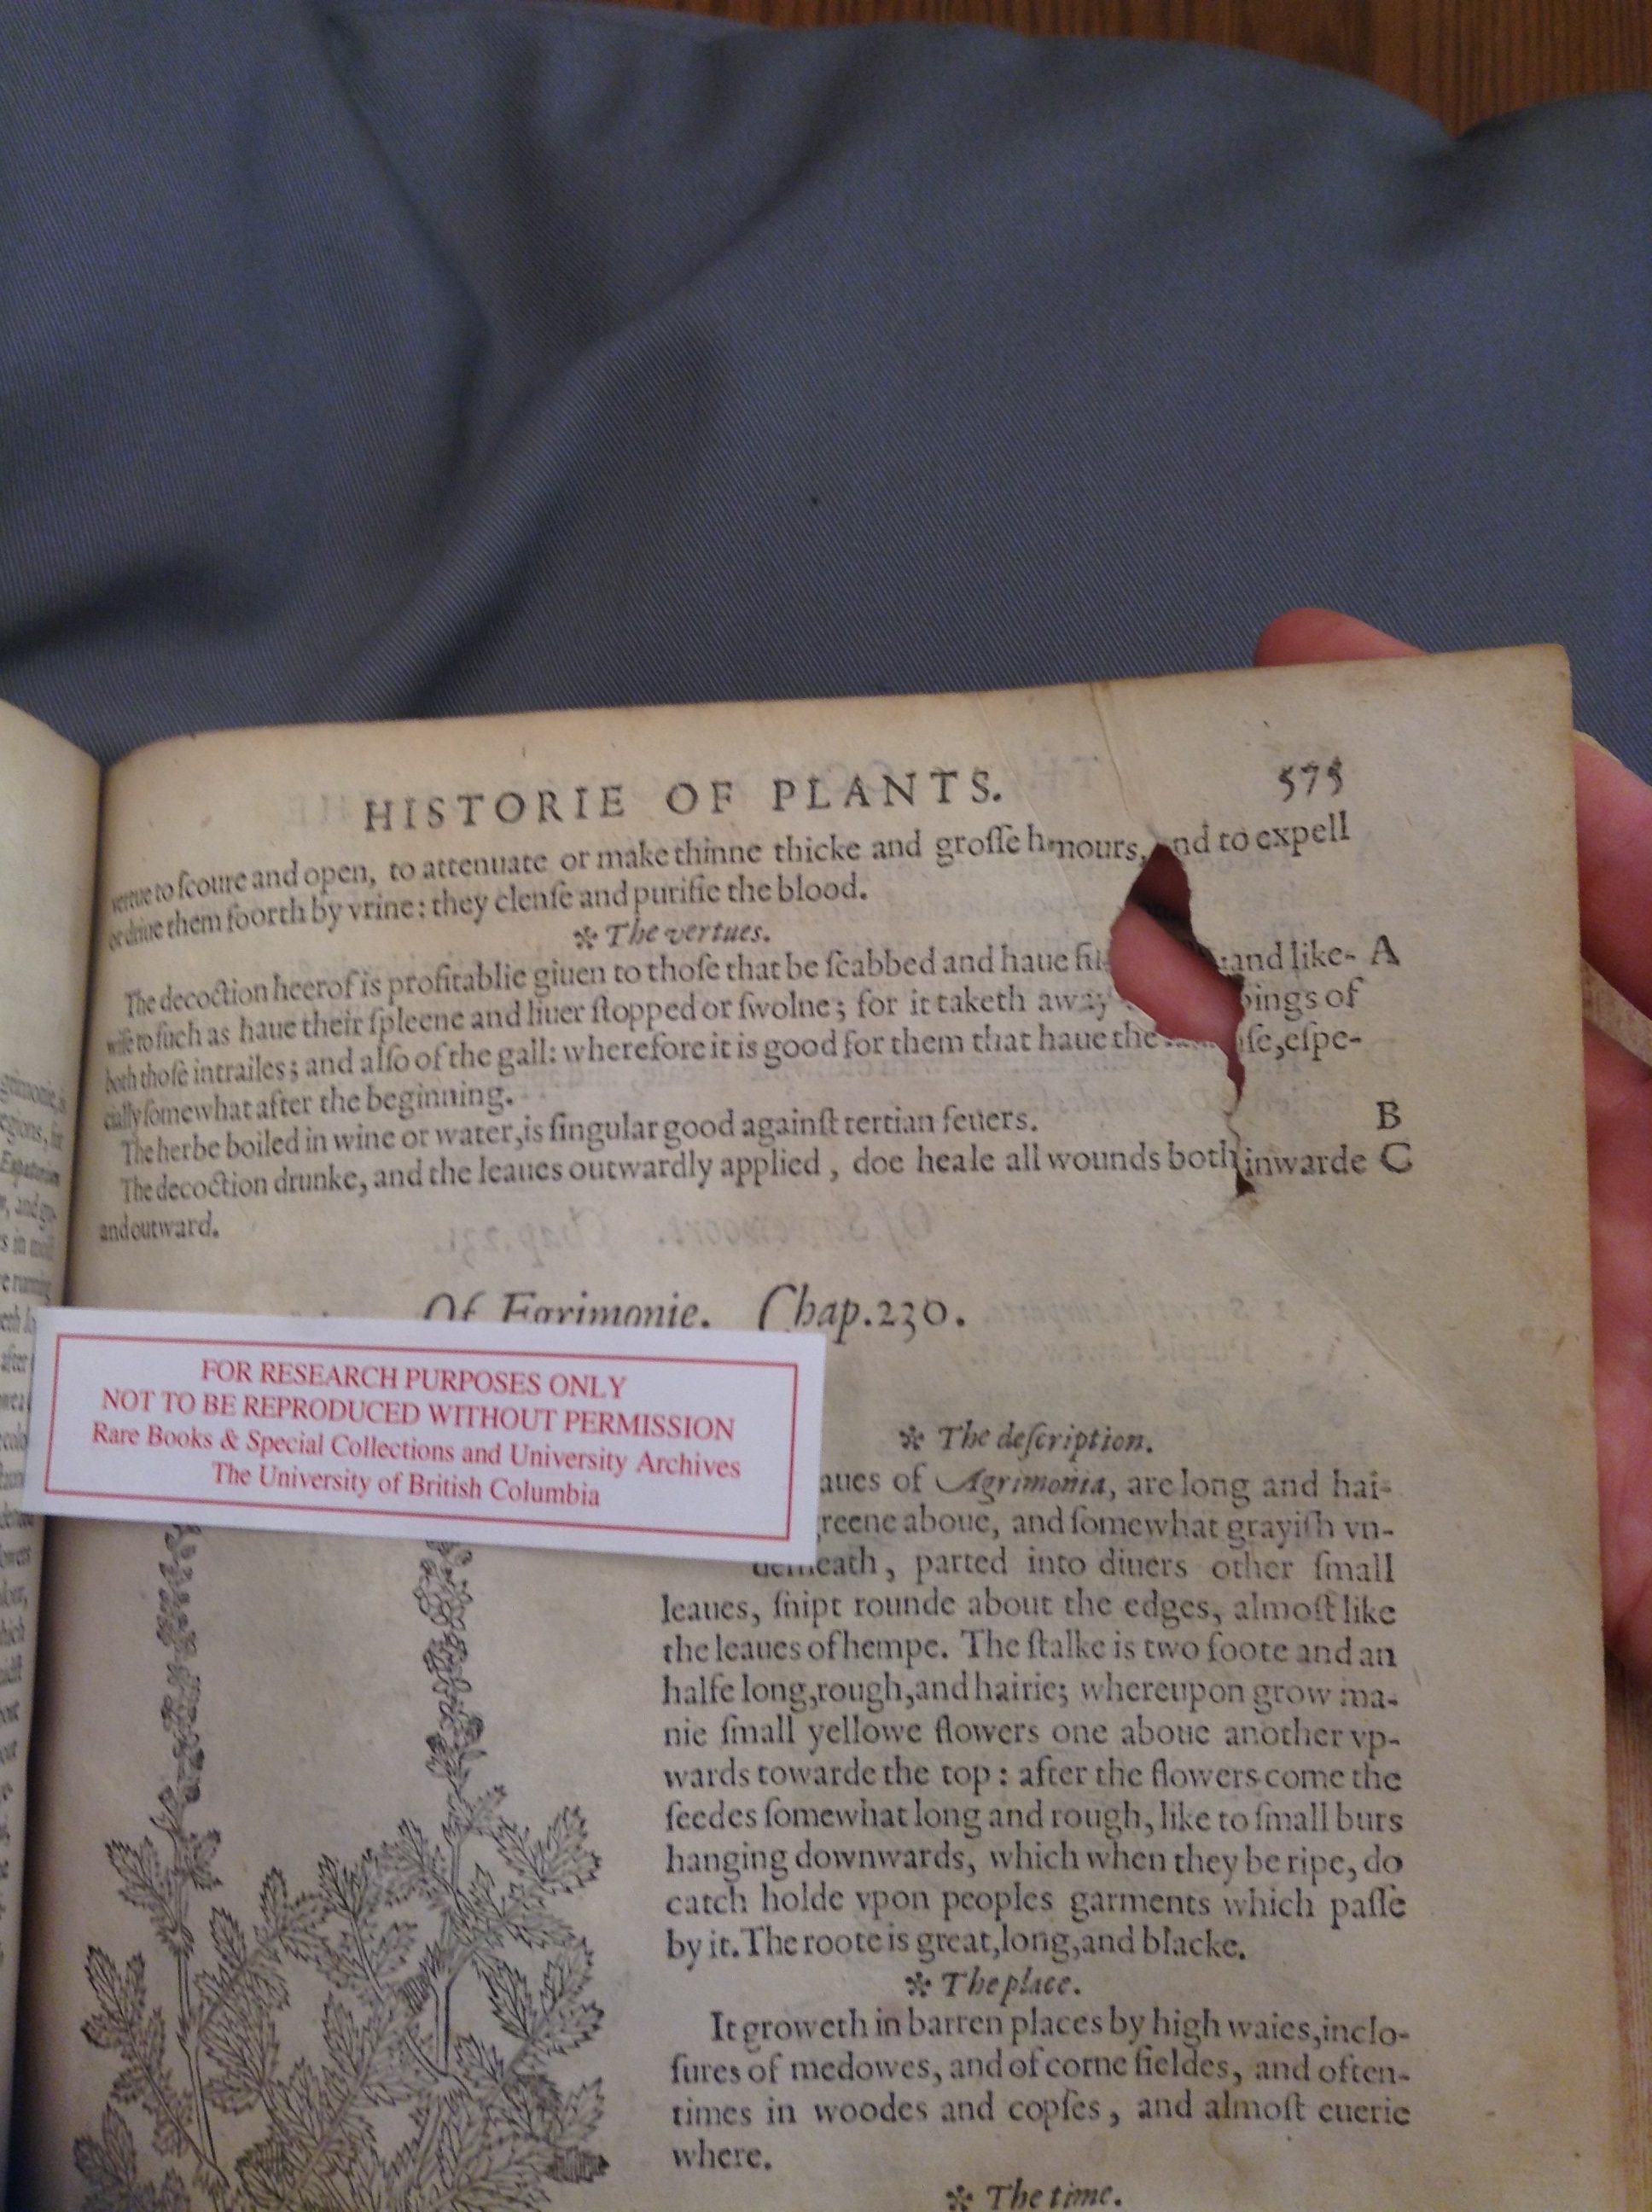 HISTORIE OF PLANTS. 575
vertue to ſcoure and open, to attenuate or make thinne thicke and groſſe mours, nd to expell
or driue them foorth by vrine: they clenſe and purifie the blood.
❉ The vertues.
The decoction heerof is profitablie giuen to thoſe that be ſcabbed and haue and like- A
wiſe to ſuch as haue their ſpleene and liuer ſtopped or ſwolne; for it taketh away pings of
both thoſe intrailes; and alſo of the gall: wherefore it is good for them that haue the iſe, eſpe-
cially ſomewhat after the beginning.
The herbe boiled in wine or water, is ſingular good againſt tertian feuers. B
The decoction drunke, and the leaues outwardly applied, doe heale all wounds both inwarde C
and outward.
Of Egrimonie. Chap. 230.
FOR RESEARCH PURPOSES ONLY
NOT TO BE REPRODUCED WITHOUT PERMISSION
Rare Books & Special Collections and University Archives
The University of British Columbia
❉ The deſcription.
aues of Agrimonia, are long and hai-
reene aboue, and ſomewhat grayiſh vn-
derneath, parted into diuers other ſmall
leaues, ſnipt rounde about the edges, almoſt like
the leaues of hempe. The ſtalke is two foote and an
halfe long, rough, and hairie; whereupon grow ma-
nie ſmall yellowe flowers one aboue another vp-
wards towarde the top: after the flowers come the
ſeedes ſomewhat long and rough, like to ſmall burs
hanging downwards, which when they be ripe, do
catch holde vpon peoples garments which paſſe
by it. The roote is great, long, and blacke.
❉ The place.
It groweth in barren places by high waies, inclo-
ſures of medowes, and of corne fieldes, and often-
times in woodes and copſes, and almoſt euerie
where.
❉ The time.